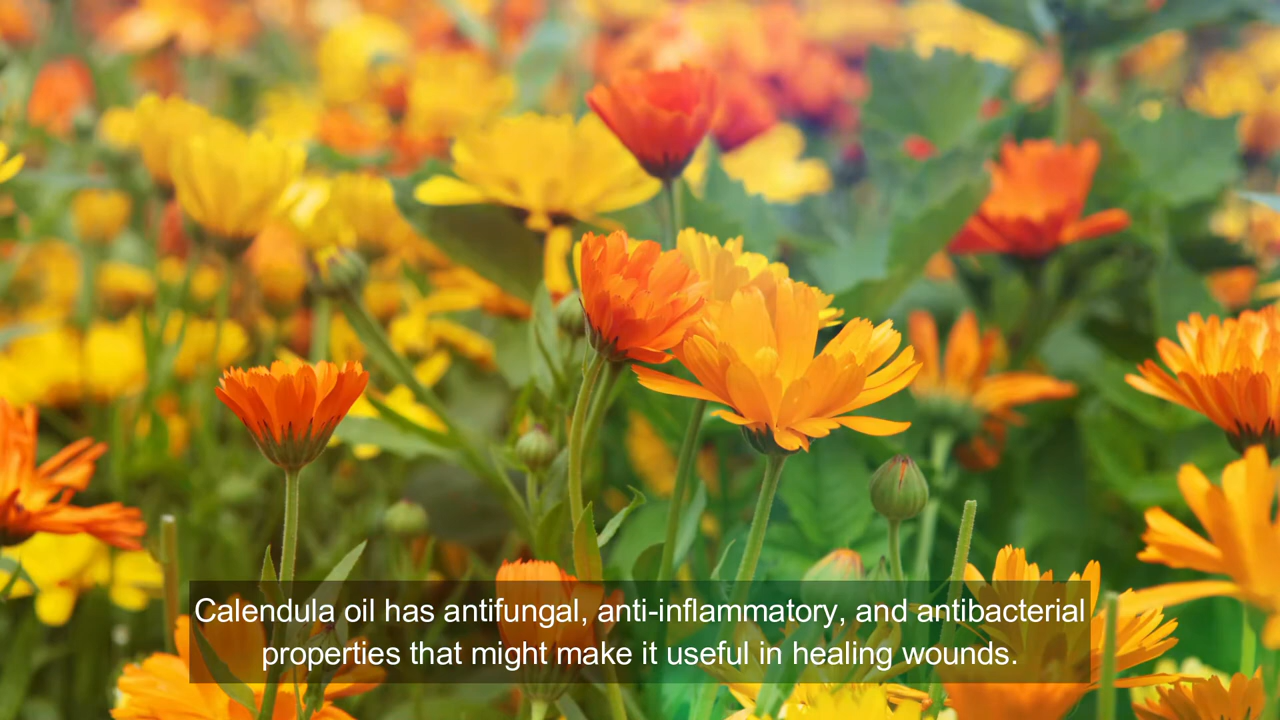 Calendula oil has antifungal, anti-inflammatory, and antibacterial
properties that might make it useful in healing wounds.